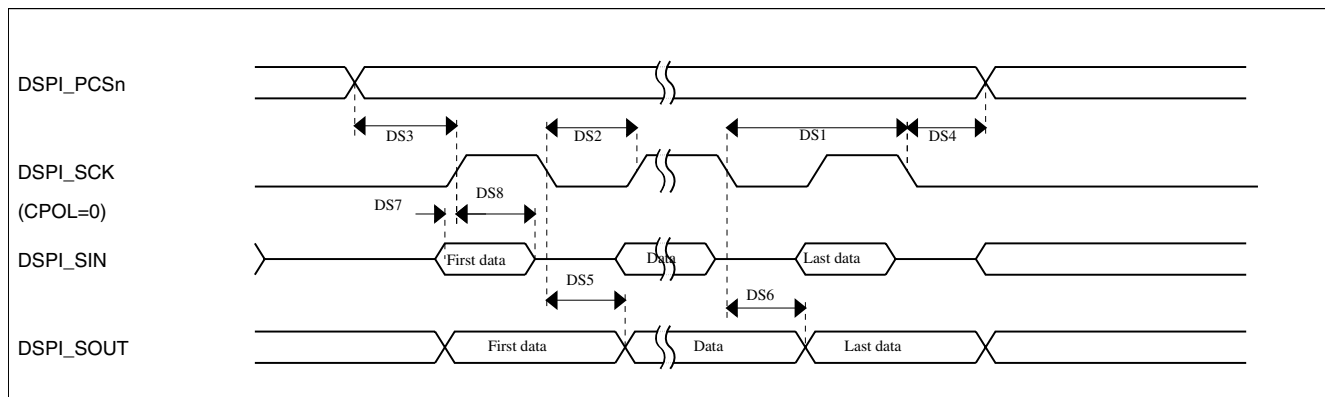 DSPI_PCSn
DS3
DS2
DS1
DS4
DSPI_SCK
(CPOL=0)
DS7
DS8
DSPI_SIN
First data
Data
Last data
DS5
DS6
DSPI_SOUT
First data
Data
Last data